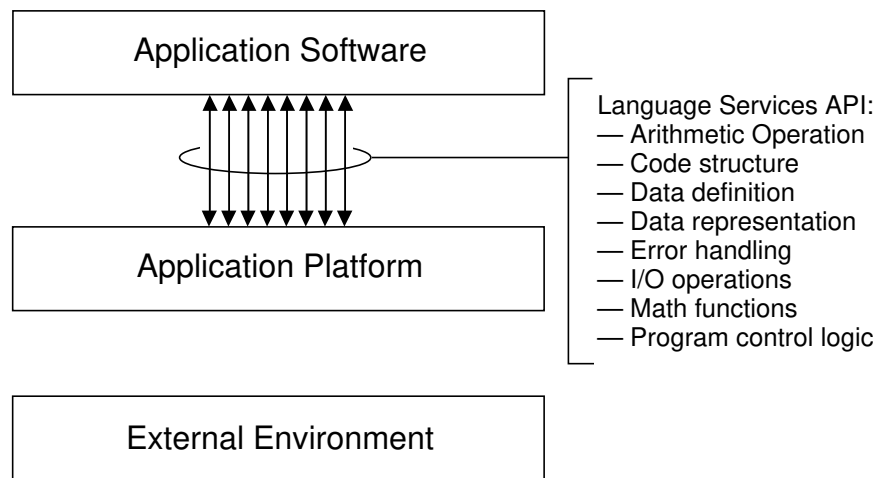 Application Software
Language Services API:
— Arithmetic Operation
— Code structure
— Data definition
— Data representation
— Error handling
— I/O operations
— Math functions
— Program control logic
Application Platform
External Environment